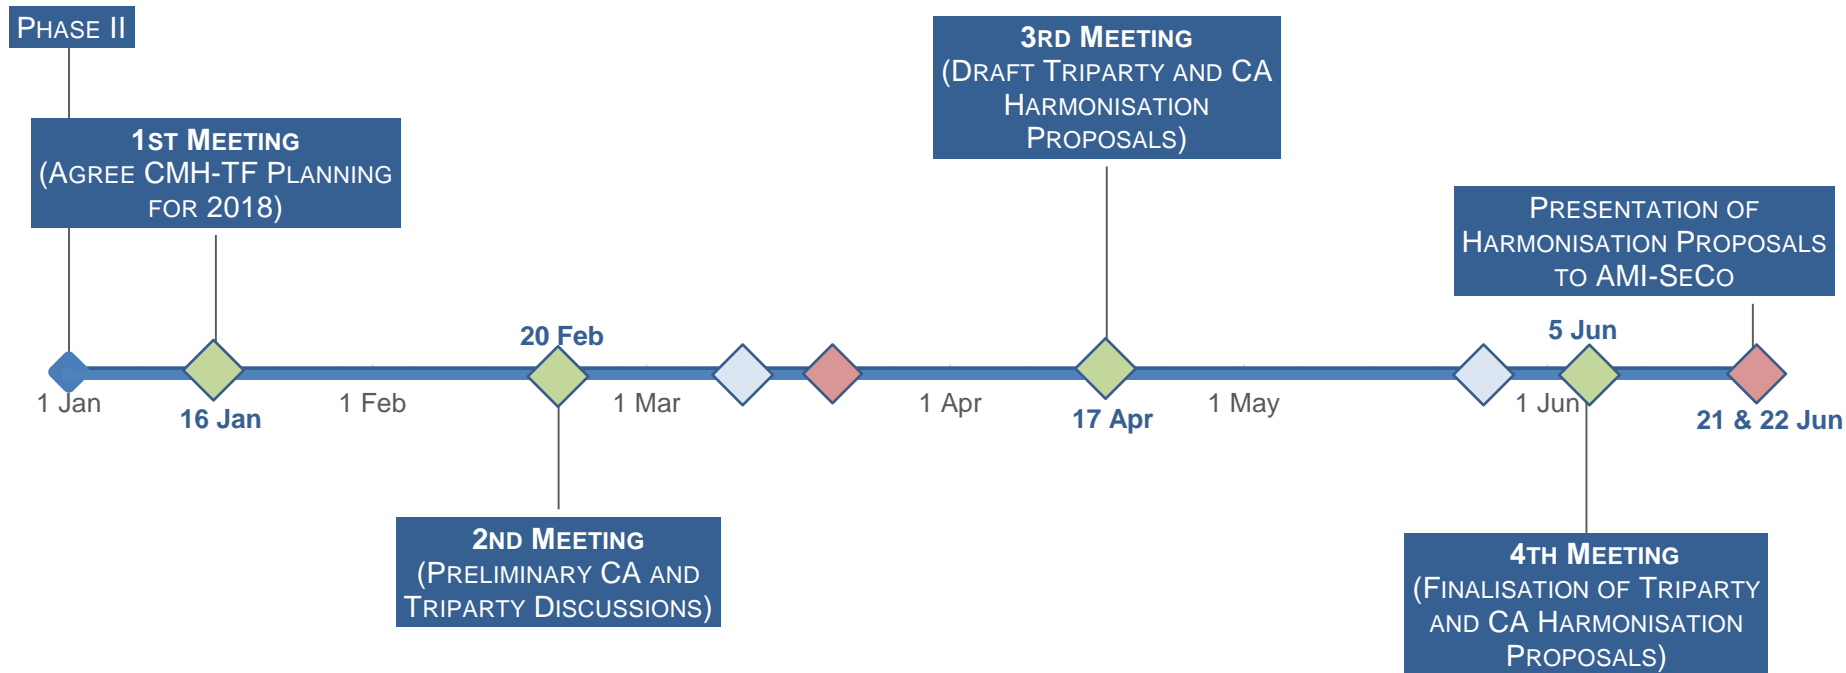 PHASE II
1ST MEETING
(AGREE CMH-TF PLANNING
FOR 2018)
3RD MEETING
(DRAFT TRIPARTY AND CA
HARMONISATION
PROPOSALS)
PRESENTATION OF
HARMONISATION PROPOSALS
TO AMI-SECO
20 Feb
5 Jun
1 Jan
1 Feb
1 Mar
1 Apr
1 May
1 Jun
16 Jan
17 Apr
21 & 22 Jun
2ND MEETING
(PRELIMINARY CA AND
TRIPARTY DISCUSSIONS)
4TH MEETING
(FINALISATION OF TRIPARTY
AND CA HARMONISATION
PROPOSALS)